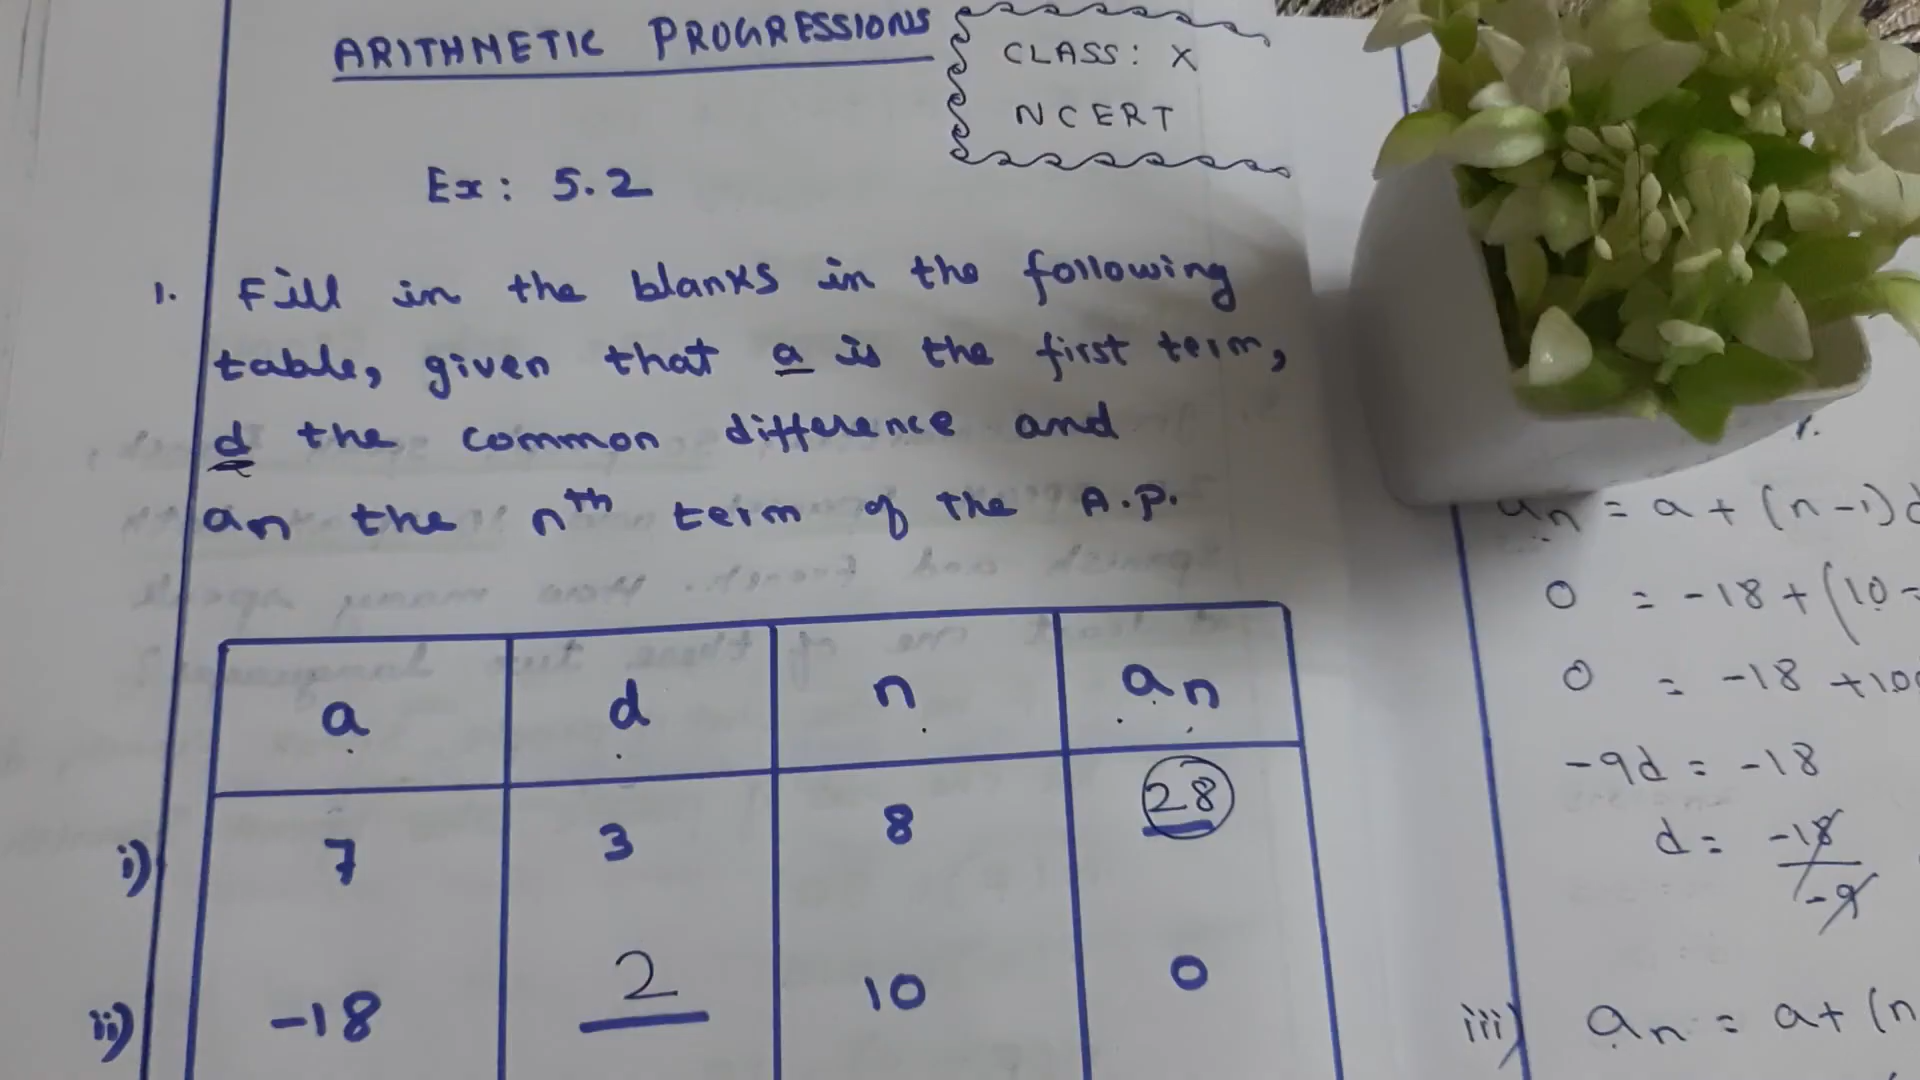 ARITHMETIC PROGRESSIONS
CLASS: X
NCERT
Ex: 5.2
1. Fill in the blanks in the following
table, given that a is the first term,
d the common difference and
an the nth term of the A.P.
a d n an
i) 7 3 8 28
ii) -18 2 10 0
an = a + (n-1)d
0 = -18 + (10-
0 = -18 + 10d
-9d = -18
d = -18/-9
iii) an = a + (n